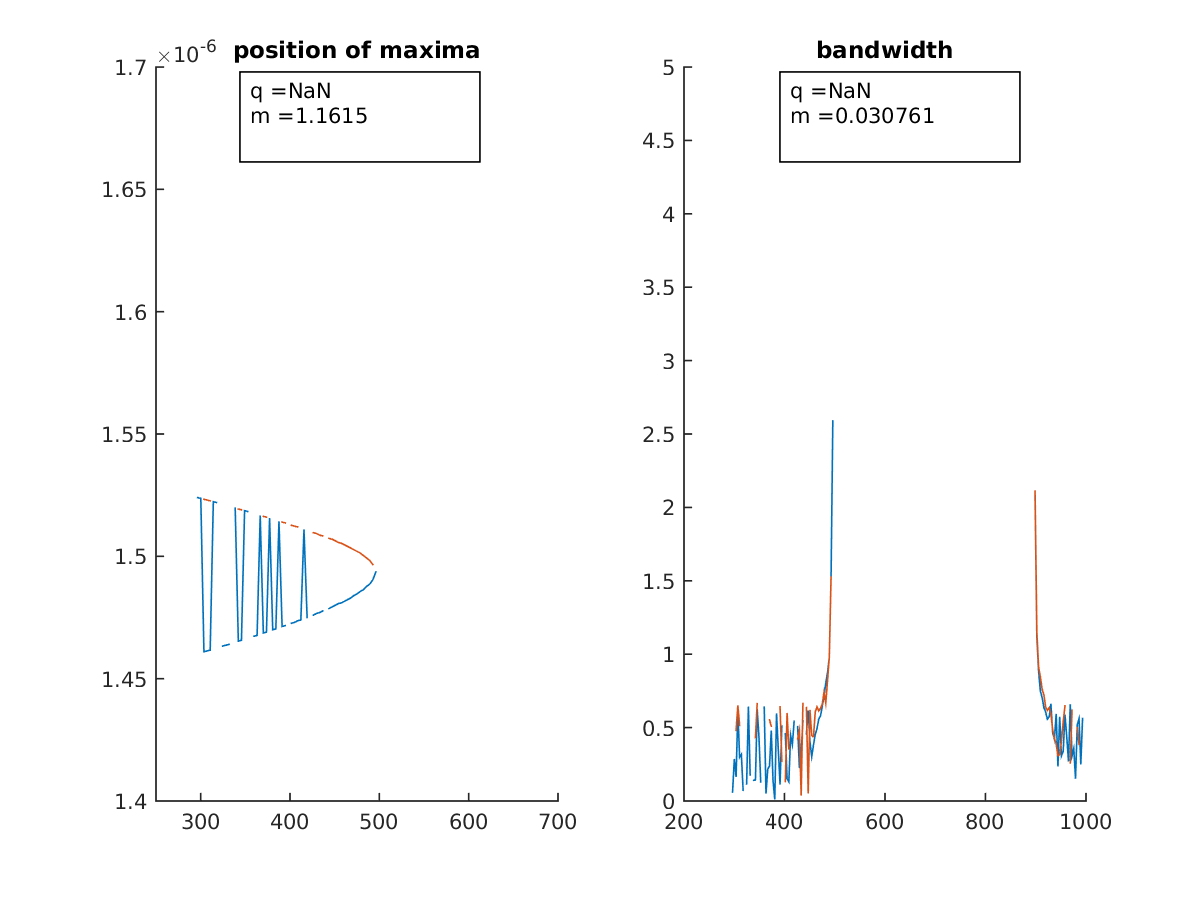 ×10-6
position of maxima
q =NaN
m =1.1615
1.7
1.65
1.6
1.55
1.5
1.45
1.4
300 400 500 600 700
bandwidth
q =NaN
m =0.030761
5
4.5
4
3.5
3
2.5
2
1.5
1
0.5
0
200 400 600 800 1000